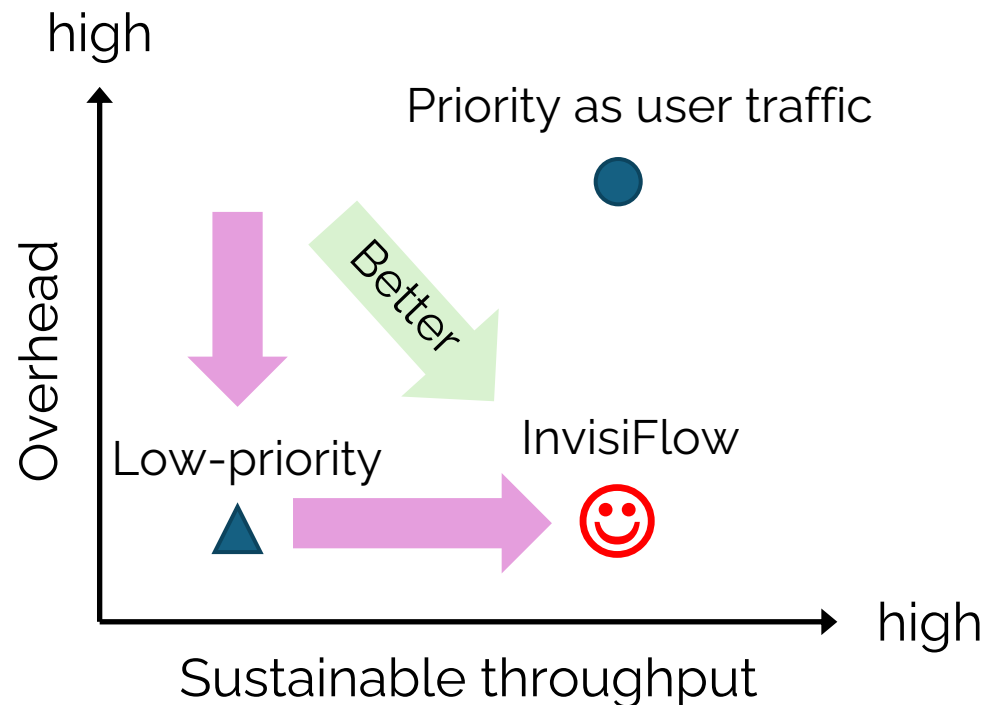 high
Priority as user traffic
Better
Overhead
InvisiFlow
Low-priority
high
Sustainable throughput